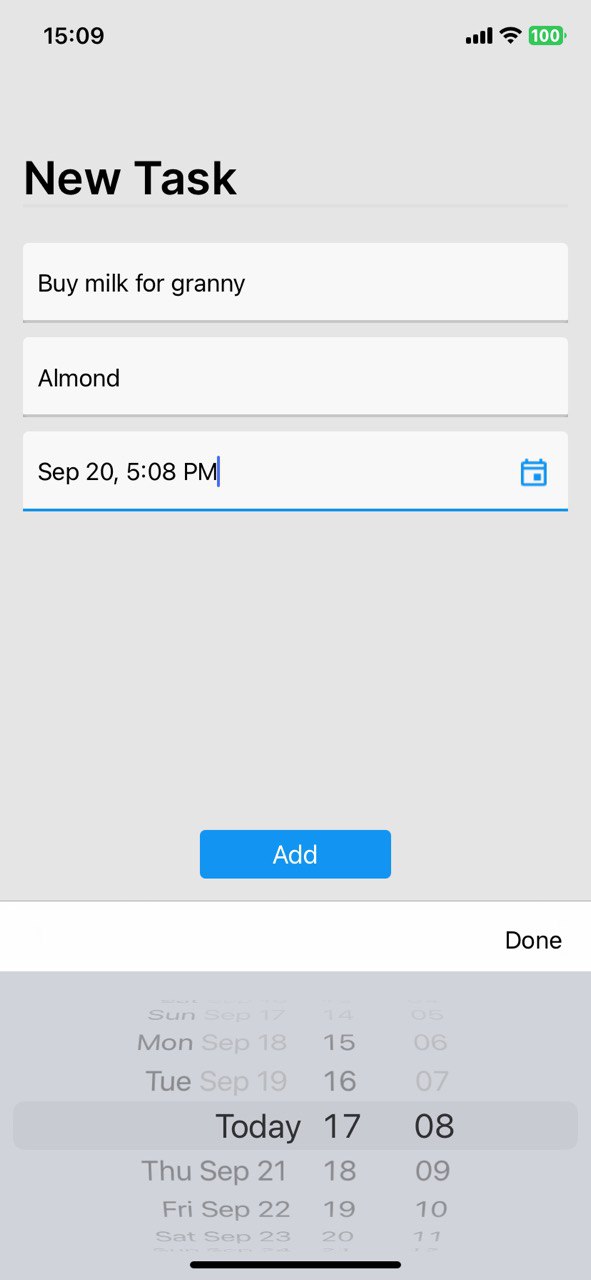 15:09
100
New Task
Buy milk for granny
Almond
Sep 20, 5:08 PM
Add
Done
Sun Sep 17 14 05
Mon Sep 18 15 06
Tue Sep 19 16 07
Today 17 08
Thu Sep 21 18 09
Fri Sep 22 19 10
Sat Sep 23 20 11